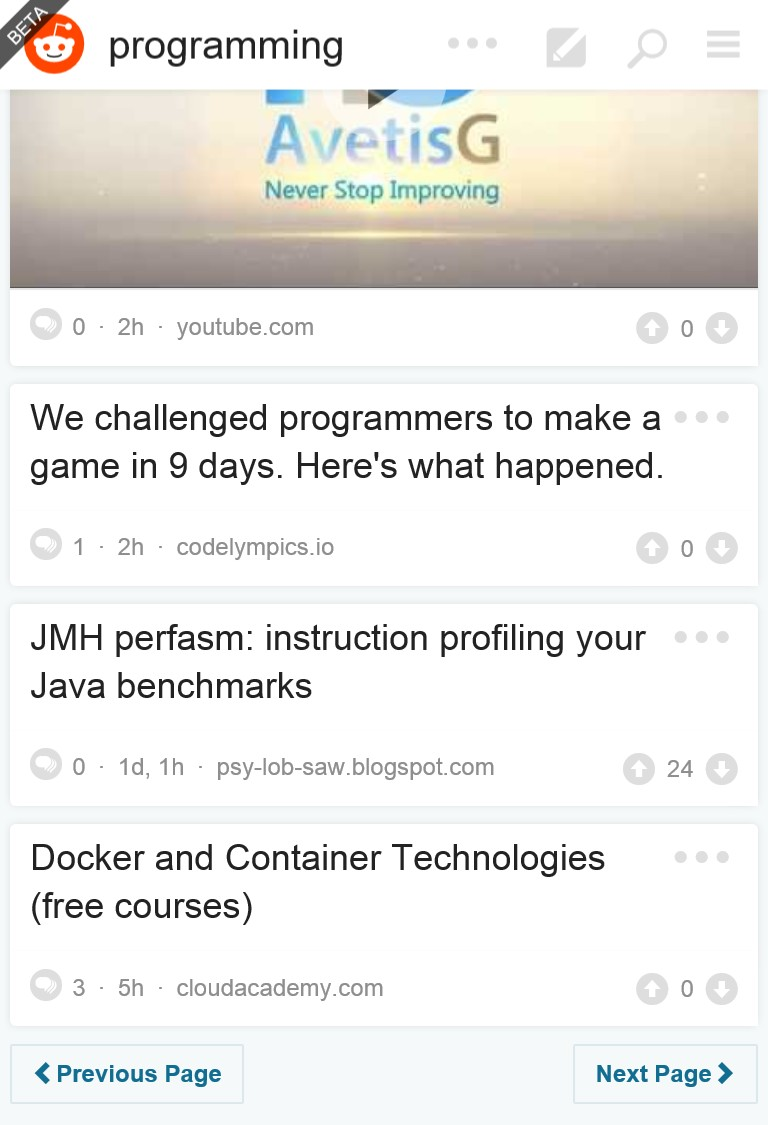 BETA
programming
AvetisG
Never Stop Improving
0 · 2h · youtube.com
0
We challenged programmers to make a
game in 9 days. Here's what happened.
1 · 2h · codelympics.io
0
JMH perfasm: instruction profiling your
Java benchmarks
0 · 1d, 1h · psy-lob-saw.blogspot.com
24
Docker and Container Technologies
(free courses)
3 · 5h · cloudacademy.com
0
Previous Page
Next Page